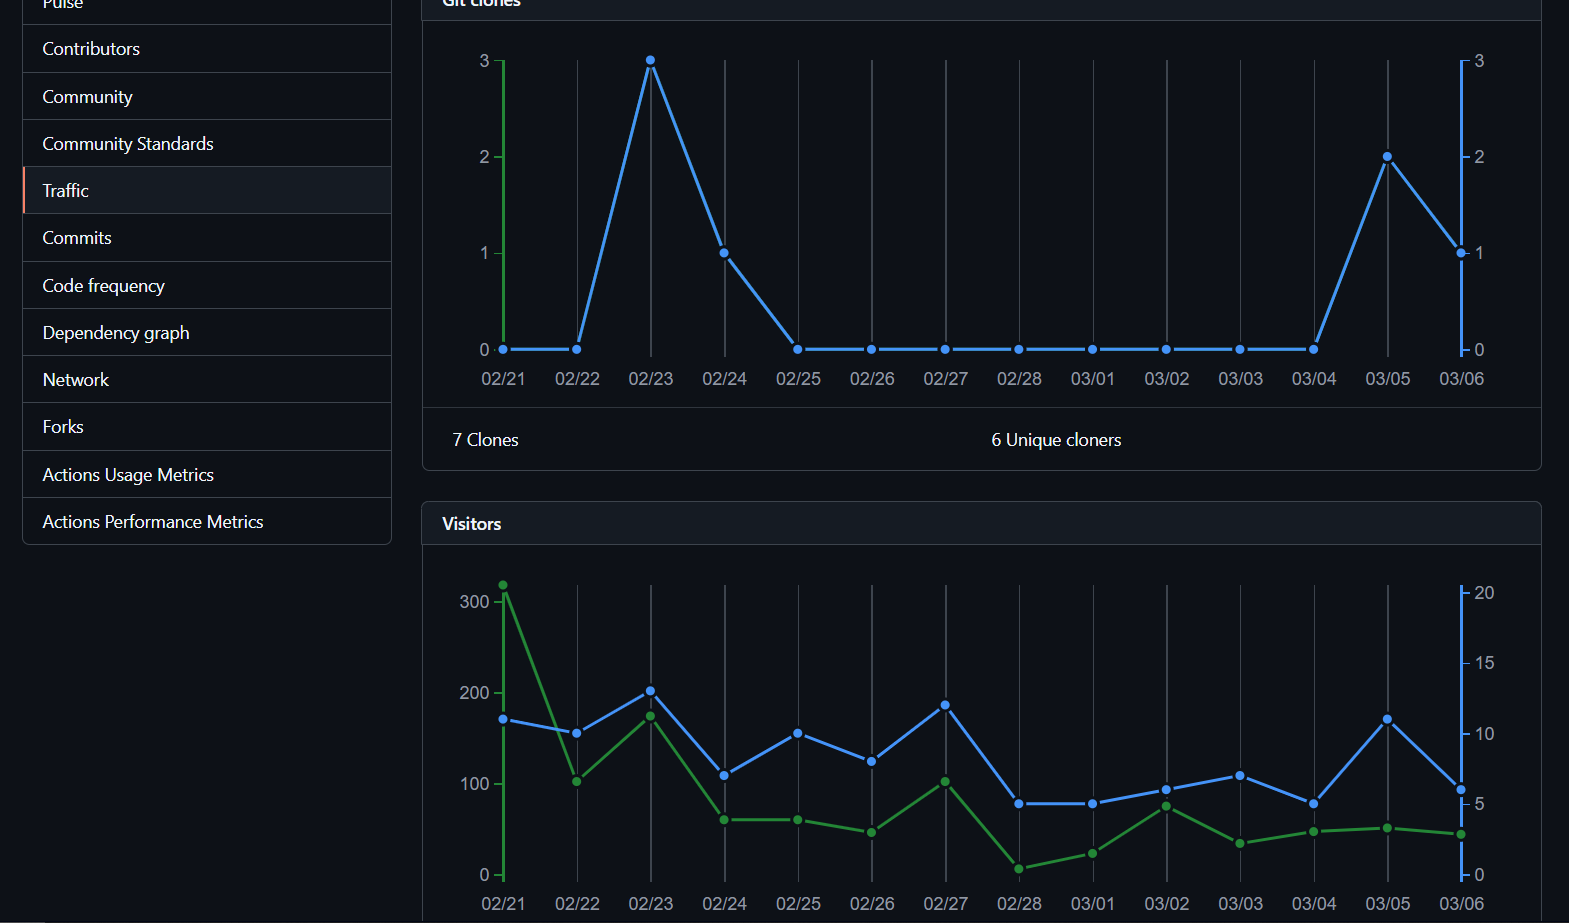 Pulse
Contributors
Community
Community Standards
Traffic
Commits
Code frequency
Dependency graph
Network
Forks
Actions Usage Metrics
Actions Performance Metrics
Git clones
3
2
1
0
3
2
1
0
02/21 02/22 02/23 02/24 02/25 02/26 02/27 02/28 03/01 03/02 03/03 03/04 03/05 03/06
7 Clones
6 Unique cloners
Visitors
300
200
100
0
20
15
10
5
0
02/21 02/22 02/23 02/24 02/25 02/26 02/27 02/28 03/01 03/02 03/03 03/04 03/05 03/06